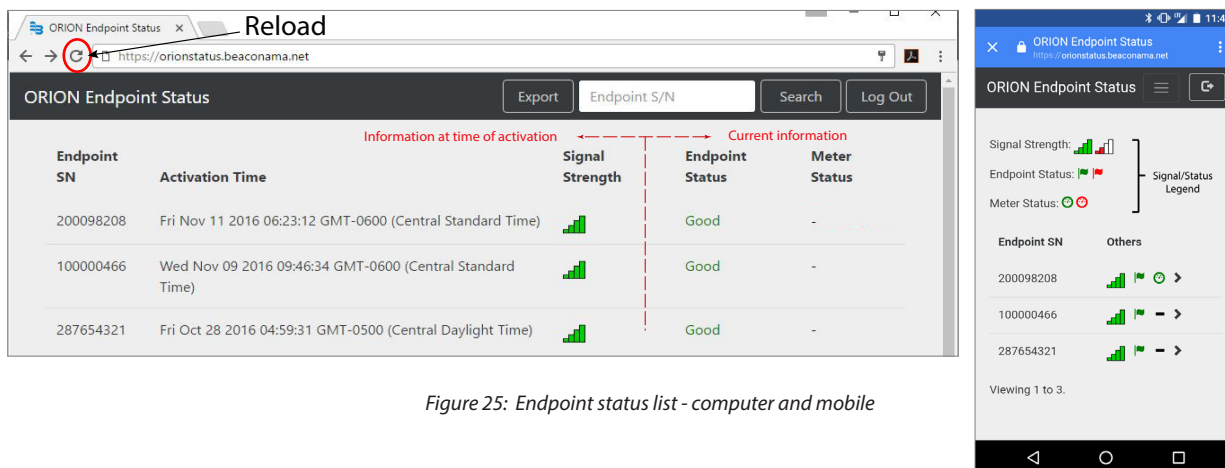 ORION Endpoint Status
Reload
https://orionstatus.beaconama.net
ORION Endpoint Status
Export
Endpoint S/N
Search
Log Out
Information at time of activation
Current information
Endpoint SN
Activation Time
Signal Strength
Endpoint Status
Meter Status
200098208 Fri Nov 11 2016 06:23:12 GMT-0600 (Central Standard Time) Good -
100000466 Wed Nov 09 2016 09:46:34 GMT-0600 (Central Standard
Time) Good -
287654321 Fri Oct 28 2016 04:59:31 GMT-0500 (Central Daylight Time) Good -
Figure 25: Endpoint status list - computer and mobile
11:4
ORION Endpoint Status
https://orionstatus.beaconama.net
ORION Endpoint Status
Signal Strength:
Endpoint Status:
Meter Status:
Signal/Status
Legend
Endpoint SN Others
200098208
100000466 -
287654321 -
Viewing 1 to 3.